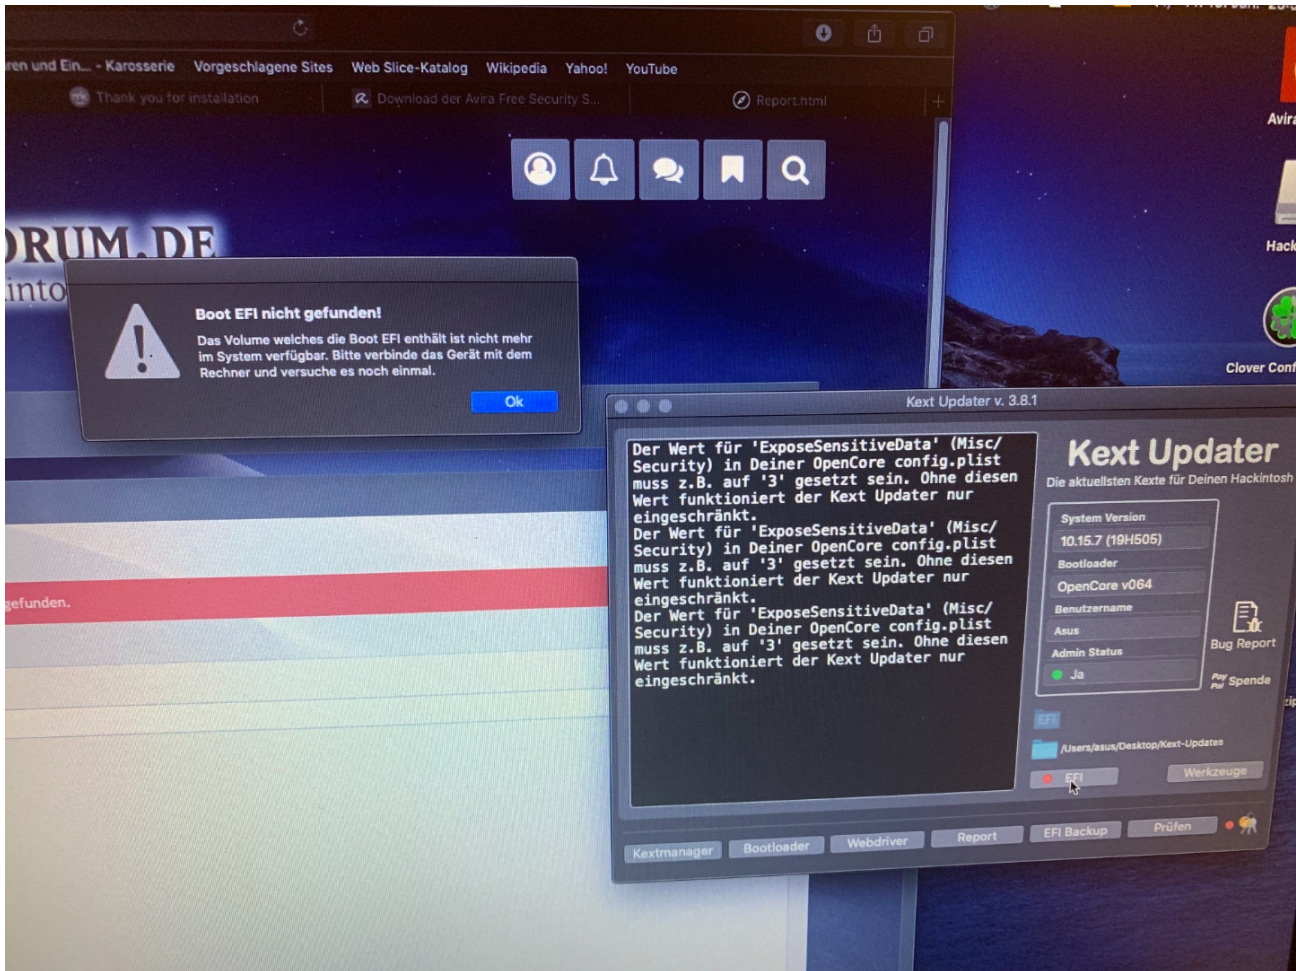 ren und Ein... - Karosserie Vorgeschlagene Sites Web Slice-Katalog Wikipedia Yahoo! YouTube
Thank you for installation Download der Avira Free Security S... Report.html
ORUM.DE
into
Boot EFI nicht gefunden!
Das Volume welches die Boot EFI enthält ist nicht mehr
im System verfügbar. Bitte verbinde das Gerät mit dem
Rechner und versuche es noch einmal.
Ok
gefunden.
Avira
Hack
Clover Conf
Kext Updater v. 3.8.1
Der Wert für 'ExposeSensitiveData' (Misc/
Security) in Deiner OpenCore config.plist
muss z.B. auf '3' gesetzt sein. Ohne diesen
Wert funktioniert der Kext Updater nur
eingeschränkt.
Der Wert für 'ExposeSensitiveData' (Misc/
Security) in Deiner OpenCore config.plist
muss z.B. auf '3' gesetzt sein. Ohne diesen
Wert funktioniert der Kext Updater nur
eingeschränkt.
Der Wert für 'ExposeSensitiveData' (Misc/
Security) in Deiner OpenCore config.plist
muss z.B. auf '3' gesetzt sein. Ohne diesen
Wert funktioniert der Kext Updater nur
eingeschränkt.
Kext Updater
Die aktuellsten Kexte für Deinen Hackintosh
System Version
10.15.7 (19H505)
Bootloader
OpenCore v064
Benutzername
Asus
Admin Status
Ja
Bug Report
PayPal Spende
EFI
/Users/asus/Desktop/Kext-Updates
EFI Werkzeuge
Kextmanager Bootloader Webdriver Report EFI Backup Prüfen
zip